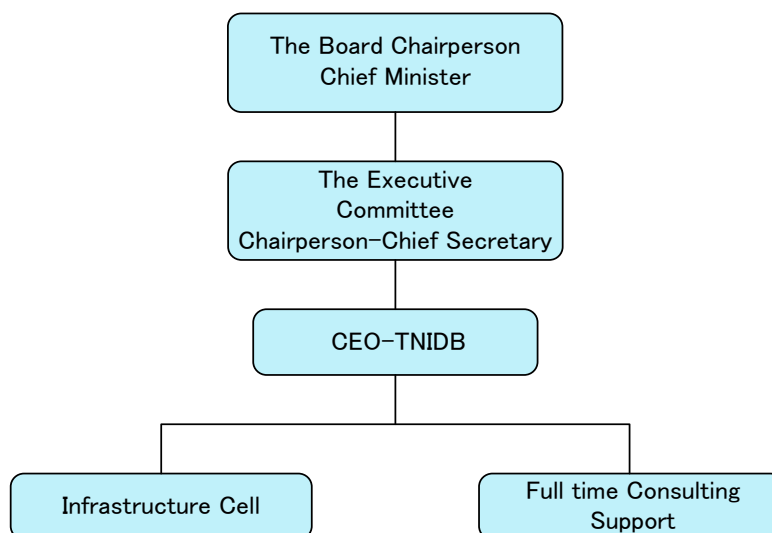 The Board Chairperson
Chief Minister
The Executive
Committee
Chairperson-Chief Secretary
CEO-TNIDB
Infrastructure Cell
Full time Consulting
Support